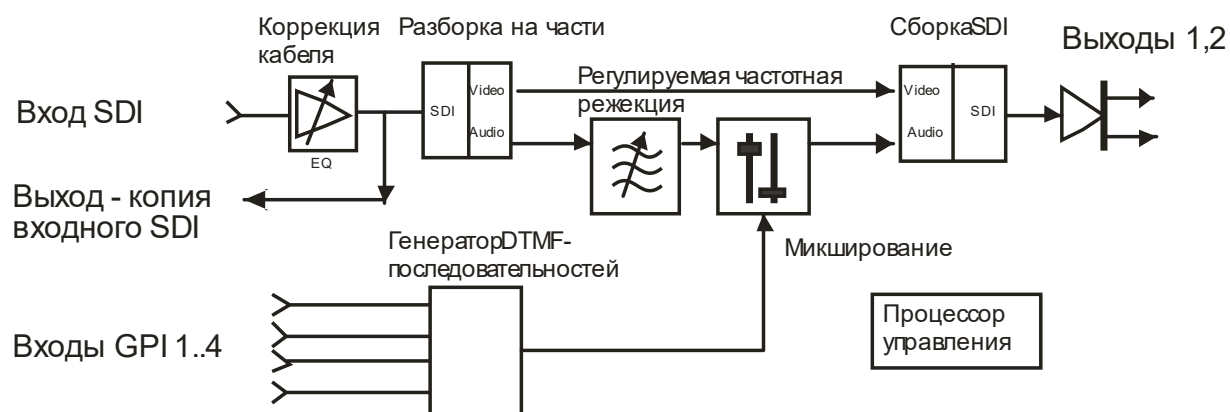 Коррекция
кабеля
Разборка на части
СборкаSDI
Выходы 1,2
Регулируемая частотная
режекция
Вход SDI
SDI
Video
Audio
EQ
Video
Audio
SDI
Выход - копия
входного SDI
ГенераторDTMF-
последовательностей
Микширование
Входы GPI 1..4
Процессор
управления